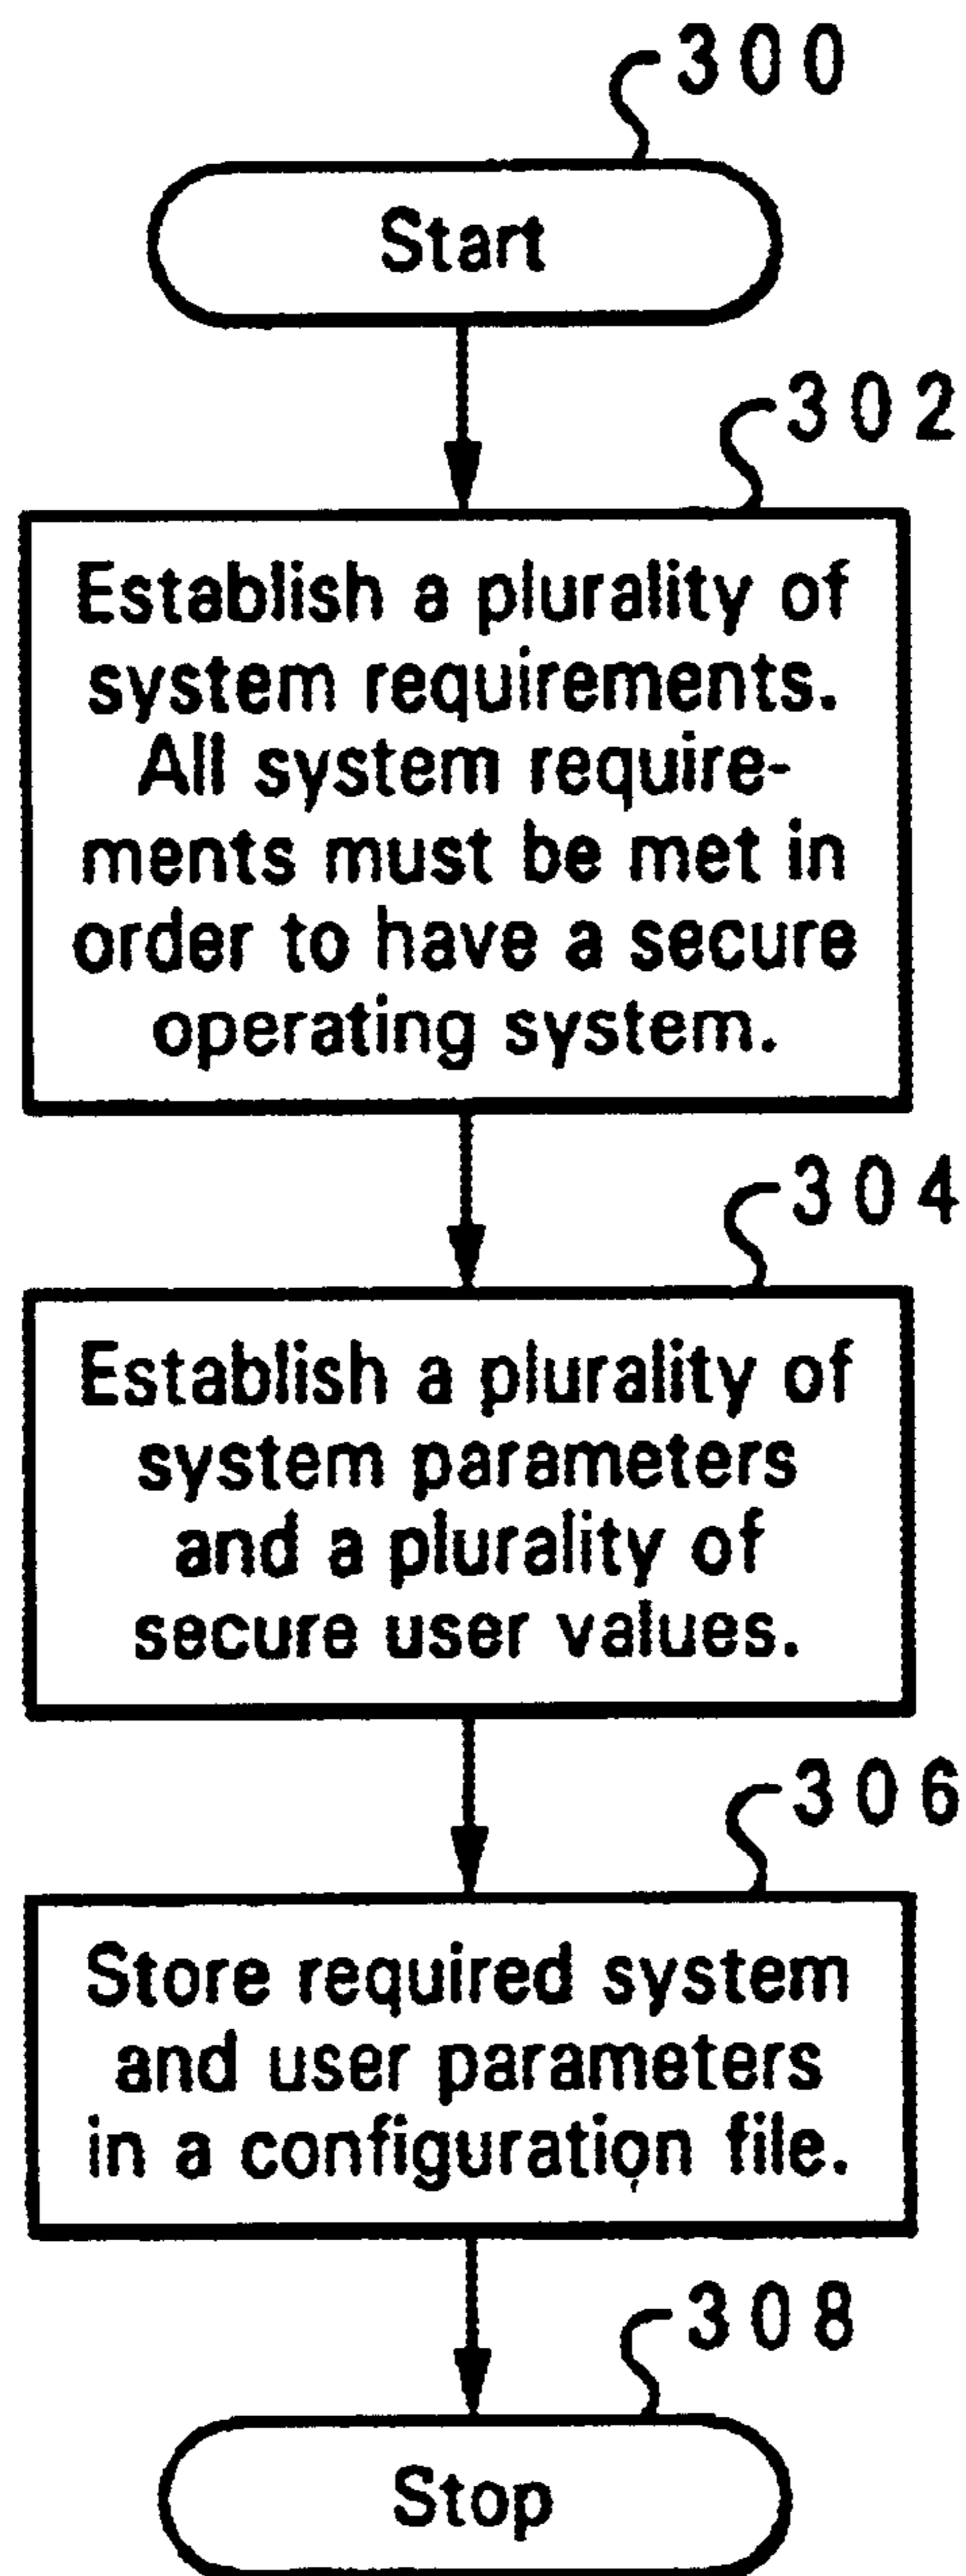 300
Start
302
Establish a plurality of
system requirements.
All system require-
ments must be met in
order to have a secure
operating system.
304
Establish a plurality of
system parameters
and a plurality of
secure user values.
306
Store required system
and user parameters
in a configuration file.
308
Stop